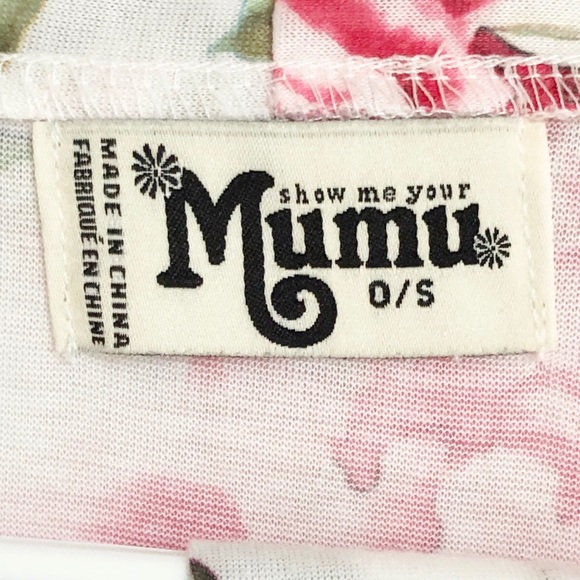 MADE IN CHINA
FABRIQUÉ EN CHINE
show me your
Mumu
O/S